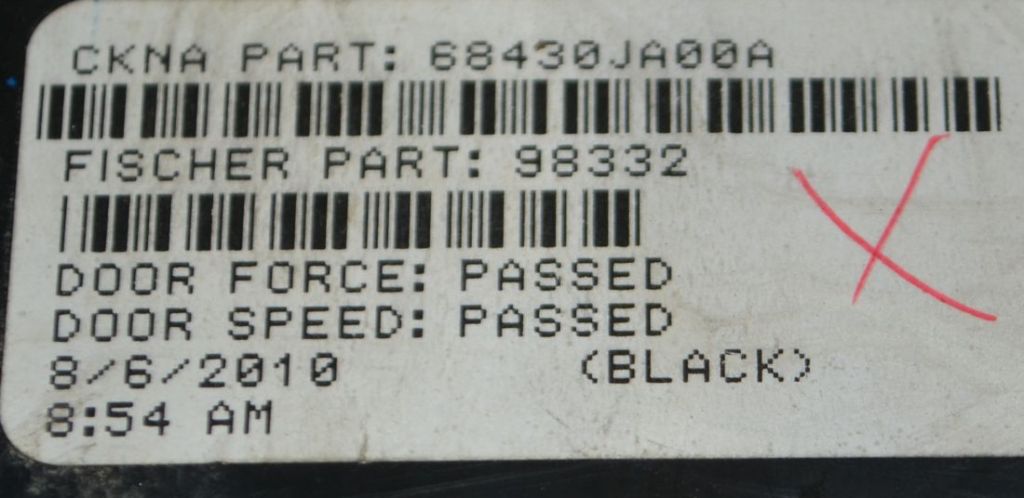 CKNA PART: 68430JA00A
FISCHER PART: 98332
DOOR FORCE: PASSED
DOOR SPEED: PASSED
8/6/2010 (BLACK)
8:54 AM